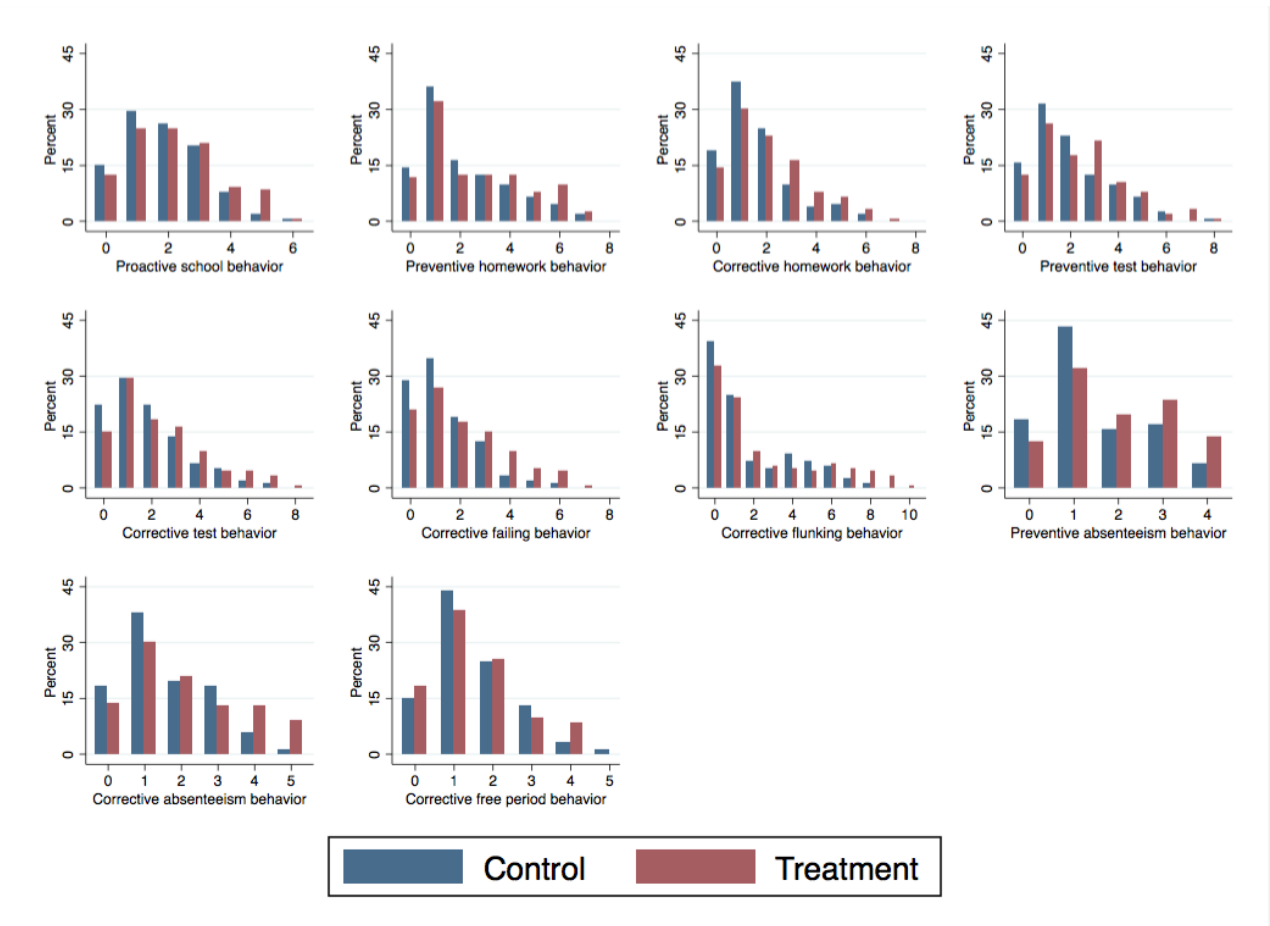 45
30
15
0
Percent
0 2 4 6
Proactive school behavior
45
30
15
0
Percent
0 2 4 6 8
Preventive homework behavior
45
30
15
0
Percent
0 2 4 6 8
Corrective homework behavior
45
30
15
0
Percent
0 2 4 6 8
Preventive test behavior
45
30
15
0
Percent
0 2 4 6 8
Corrective test behavior
45
30
15
0
Percent
0 2 4 6 8
Corrective failing behavior
45
30
15
0
Percent
0 2 4 6 8 10
Corrective flunking behavior
45
30
15
0
Percent
0 1 2 3 4
Preventive absenteeism behavior
45
30
15
0
Percent
0 1 2 3 4 5
Corrective absenteeism behavior
45
30
15
0
Percent
0 1 2 3 4 5
Corrective free period behavior
Control Treatment